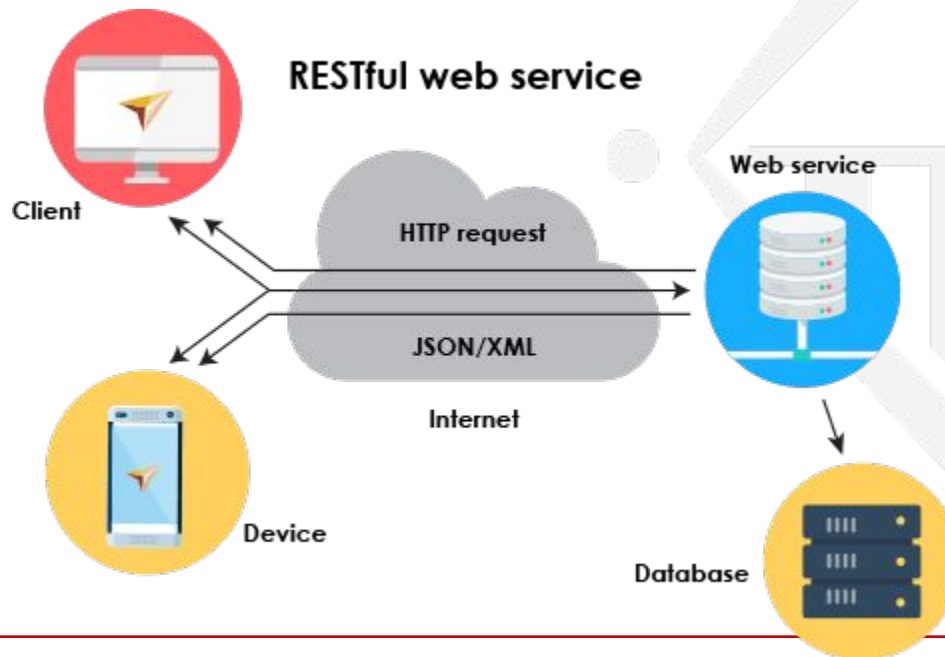 RESTful web service
Web service
Client
HTTP request
JSON/XML
Internet
Device
Database